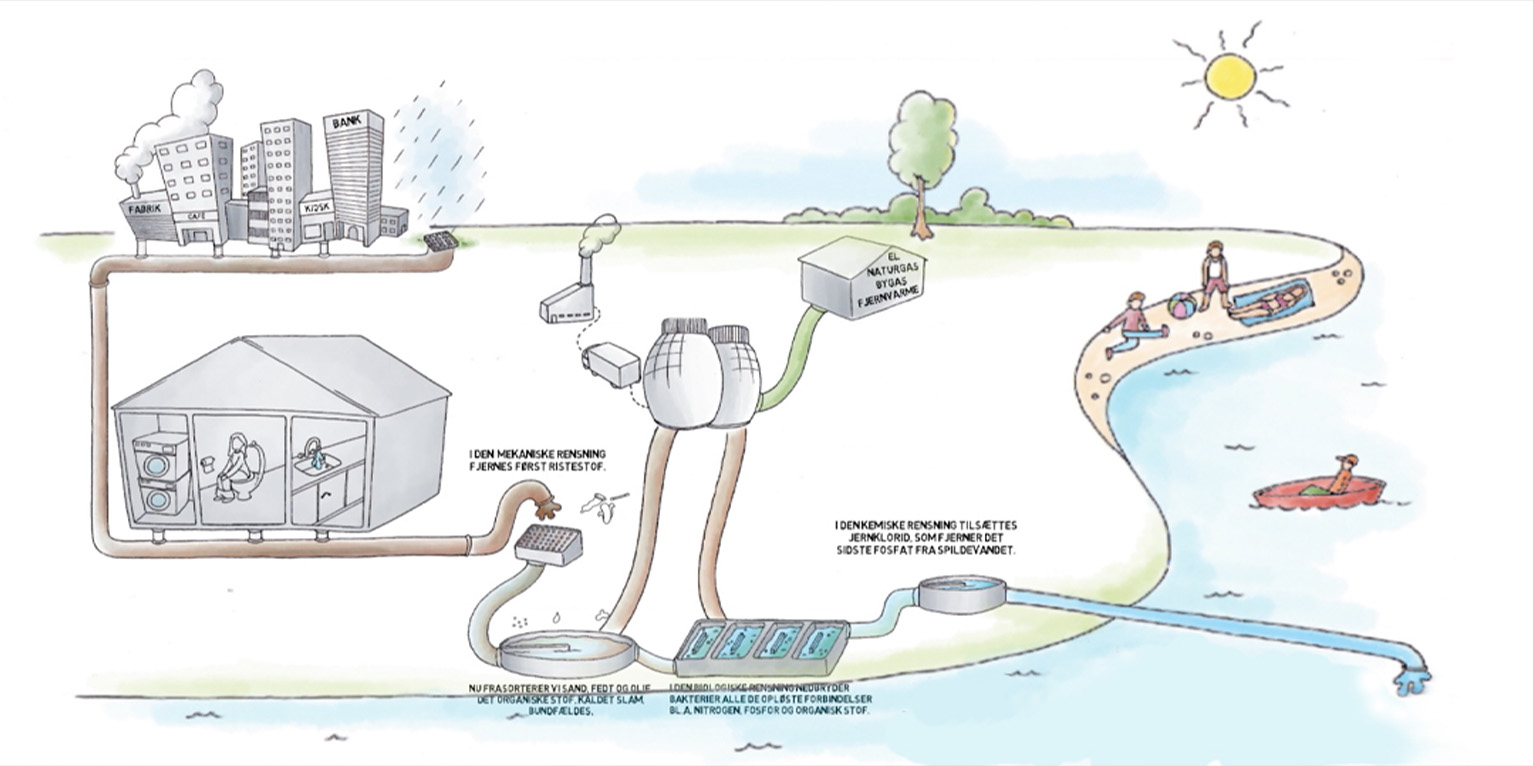 BANK
FABRIK
CAFÉ
KIOSK
EL
NATURGAS
BYGAS
FJERNVARME
I DEN MEKANISKE RENSNING
FJERNES FØRST RISTESTOF.
I DEN KEMISKE RENSNING TILSÆTTES
JERNKLORID, SOM FJERNER DET
SIDSTE FOSFAT FRA SPILDEVANDET.
NU FRASORTERER VI SAND, FEDT OG OLIE
DET ORGANISKE STOF, KALDET SLAM,
BUNDFÆLDES.
I DEN BIOLOGISKE RENSNING NEDBRYDER
BAKTERIER ALLE DE OPLØSTE FORBINDELSER
BL.A. NITROGEN, FOSFOR OG ORGANISK STOF.